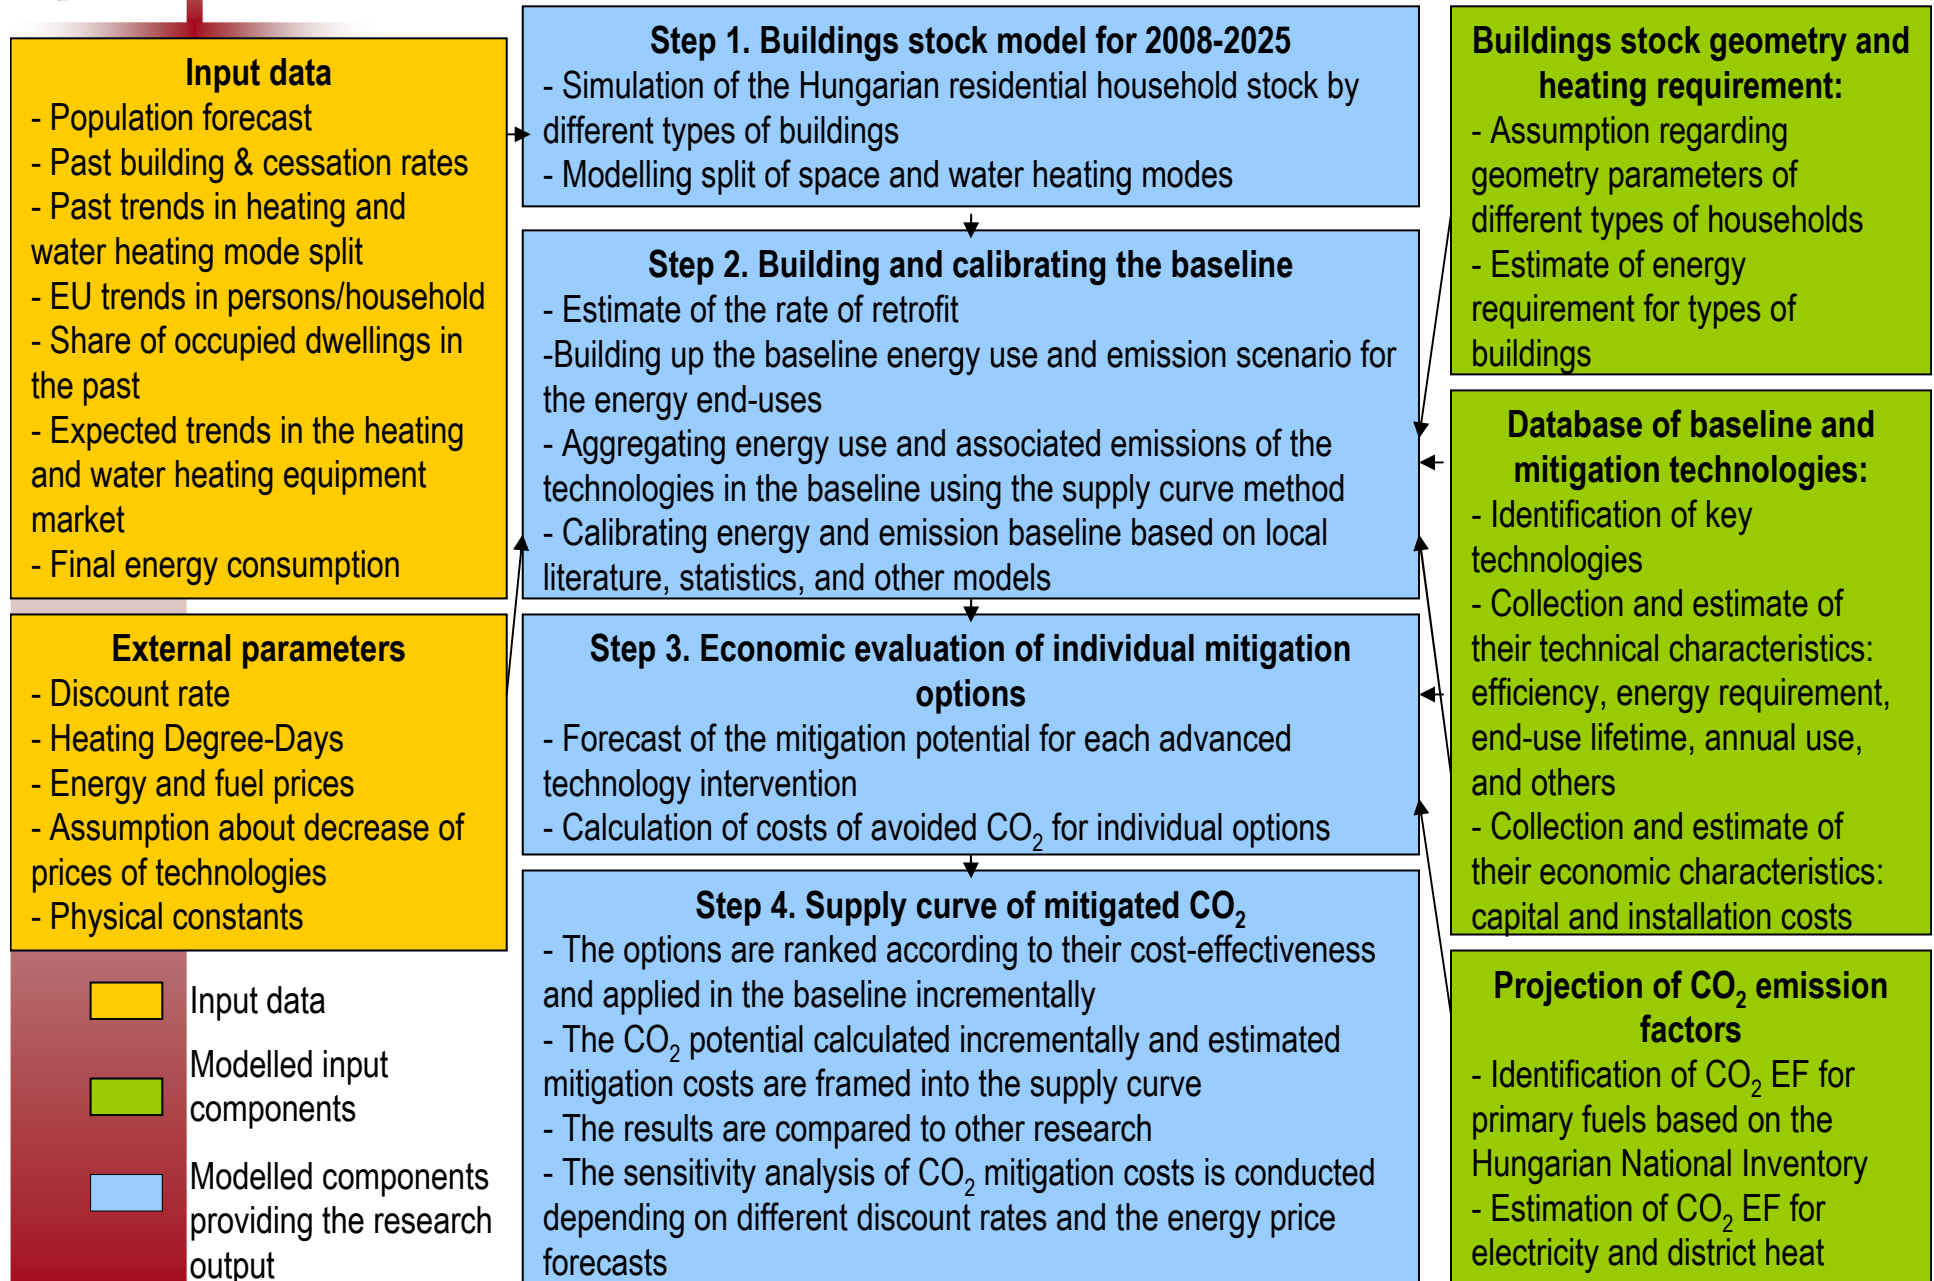 Input data
- Population forecast
- Past building & cessation rates
- Past trends in heating and
water heating mode split
- EU trends in persons/household
- Share of occupied dwellings in
the past
- Expected trends in the heating
and water heating equipment
market
- Final energy consumption
External parameters
- Discount rate
- Heating Degree-Days
- Energy and fuel prices
- Assumption about decrease of
prices of technologies
- Physical constants
Input data
Modelled input
components
Modelled components
providing the research
output
Step 1. Buildings stock model for 2008-2025
- Simulation of the Hungarian residential household stock by
different types of buildings
- Modelling split of space and water heating modes
Step 2. Building and calibrating the baseline
- Estimate of the rate of retrofit
-Building up the baseline energy use and emission scenario for
the energy end-uses
- Aggregating energy use and associated emissions of the
technologies in the baseline using the supply curve method
- Calibrating energy and emission baseline based on local
literature, statistics, and other models
Step 3. Economic evaluation of individual mitigation
options
- Forecast of the mitigation potential for each advanced
technology intervention
- Calculation of costs of avoided CO₂ for individual options
Step 4. Supply curve of mitigated CO₂
- The options are ranked according to their cost-effectiveness
and applied in the baseline incrementally
- The CO₂ potential calculated incrementally and estimated
mitigation costs are framed into the supply curve
- The results are compared to other research
- The sensitivity analysis of CO₂ mitigation costs is conducted
depending on different discount rates and the energy price
forecasts
Buildings stock geometry and
heating requirement:
- Assumption regarding
geometry parameters of
different types of households
- Estimate of energy
requirement for types of
buildings
Database of baseline and
mitigation technologies:
- Identification of key
technologies
- Collection and estimate of
their technical characteristics:
efficiency, energy requirement,
end-use lifetime, annual use,
and others
- Collection and estimate of
their economic characteristics:
capital and installation costs
Projection of CO₂ emission
factors
- Identification of CO₂ EF for
primary fuels based on the
Hungarian National Inventory
- Estimation of CO₂ EF for
electricity and district heat